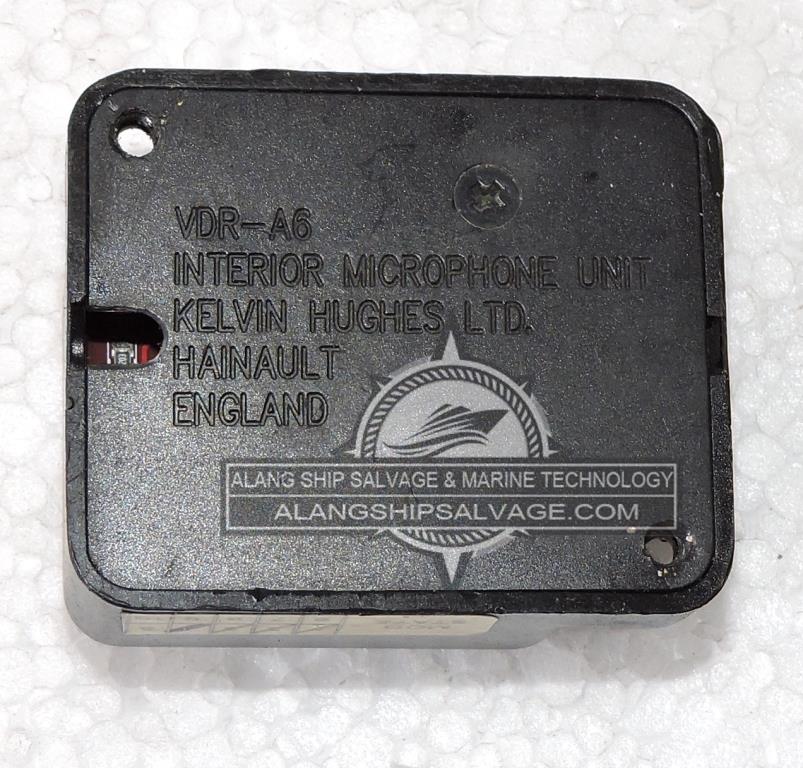 VDR-A6
INTERIOR MICROPHONE UNIT
KELVIN HUGHES LTD.
HAINAULT
ENGLAND
ALANG SHIP SALVAGE & MARINE TECHNOLOGY
ALANGSHIPSALVAGE.COM